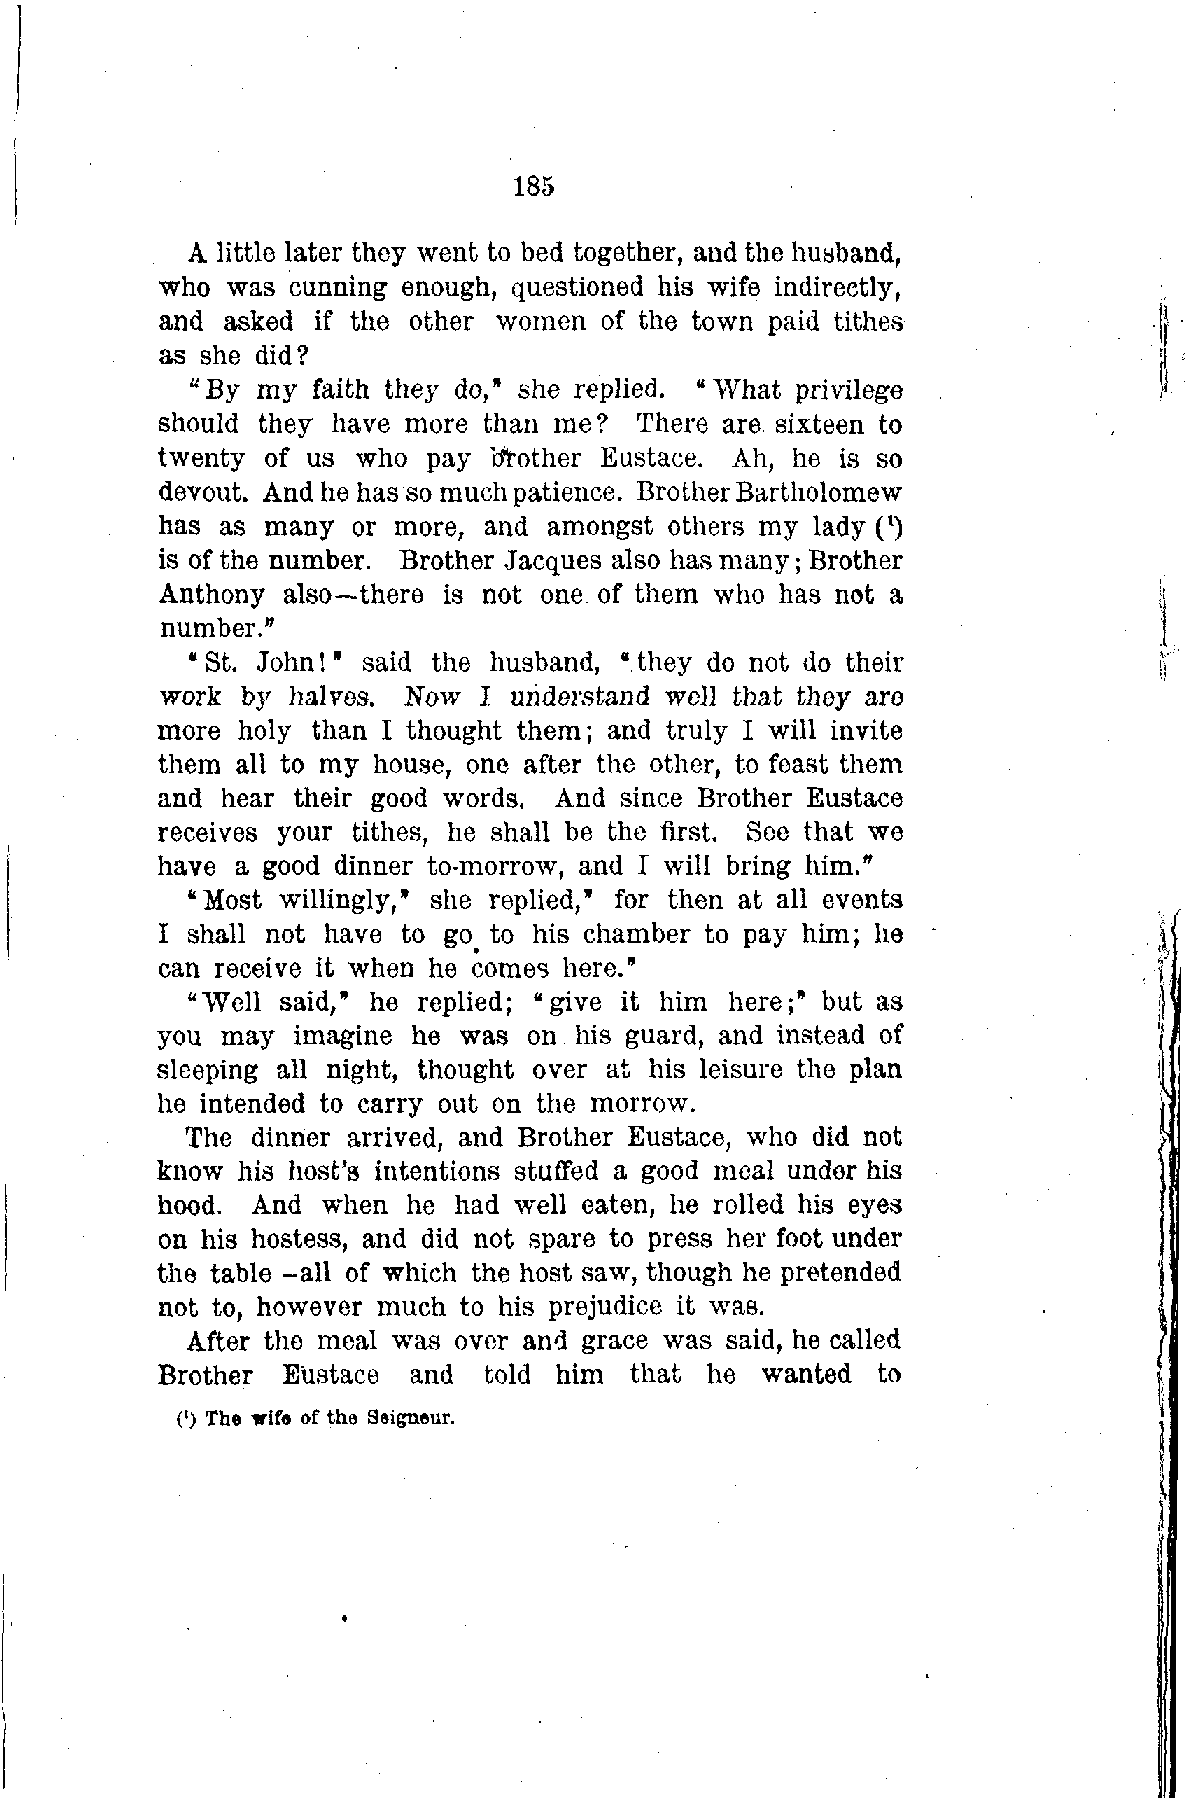 185
A little later they went to bed together, and the husband,
who was cunning enough, questioned his wife indirectly,
and asked if the other women of the town paid tithes
as she did?
“By my faith they do,” she replied. “What privilege
should they have more than me? There are sixteen to
twenty of us who pay brother Eustace. Ah, he is so
devout. And he has so much patience. Brother Bartholomew
has as many or more, and amongst others my lady (¹)
is of the number. Brother Jacques also has many; Brother
Anthony also—there is not one of them who has not a
number.”
“St. John!” said the husband, “they do not do their
work by halves. Now I understand well that they are
more holy than I thought them; and truly I will invite
them all to my house, one after the other, to feast them
and hear their good words. And since Brother Eustace
receives your tithes, he shall be the first. See that we
have a good dinner to-morrow, and I will bring him.”
“Most willingly,” she replied,” for then at all events
I shall not have to go to his chamber to pay him; he
can receive it when he comes here.”
“Well said,” he replied; “give it him here;” but as
you may imagine he was on his guard, and instead of
sleeping all night, thought over at his leisure the plan
he intended to carry out on the morrow.
The dinner arrived, and Brother Eustace, who did not
know his host's intentions stuffed a good meal under his
hood. And when he had well eaten, he rolled his eyes
on his hostess, and did not spare to press her foot under
the table –all of which the host saw, though he pretended
not to, however much to his prejudice it was.
After the meal was over and grace was said, he called
Brother Eustace and told him that he wanted to
(¹) The wife of the Seigneur.